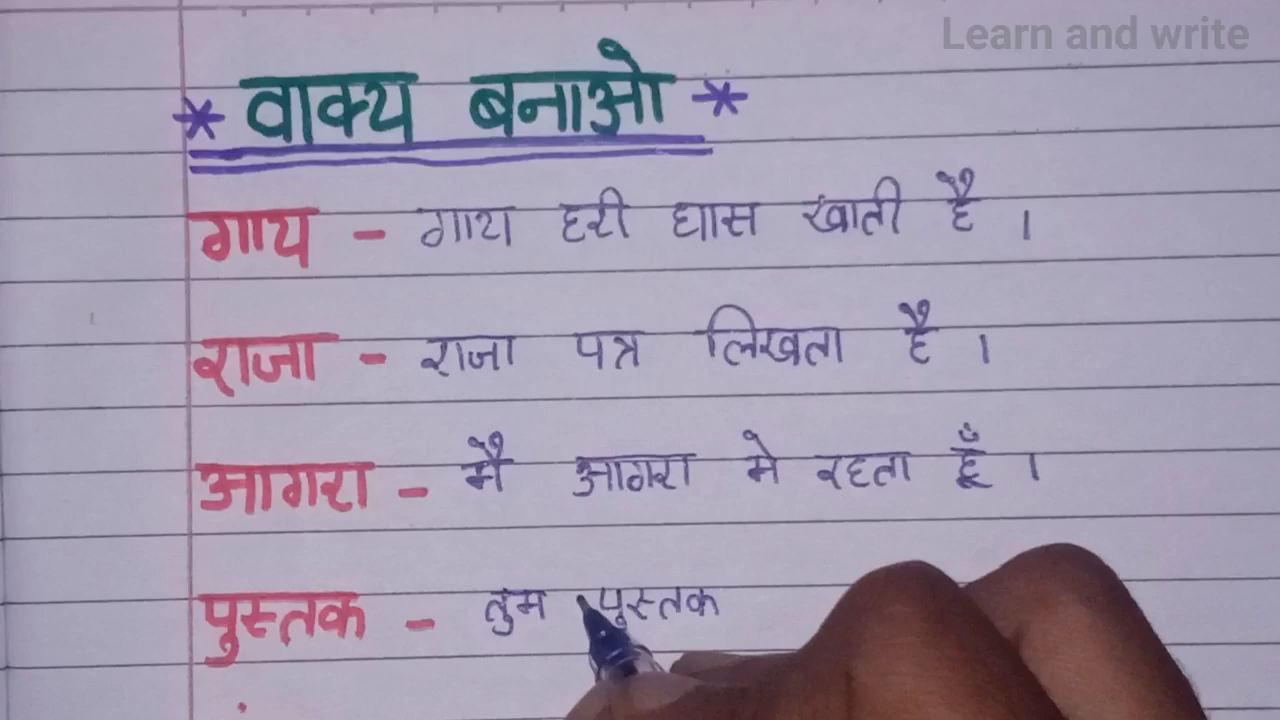 Learn and write
* वाक्य बनाओ *
गाय - गाय हरी घास खाती है ।
राजा - राजा पत्र लिखता है ।
आगरा - मै आगरा मे रहता हूँ ।
पुस्तक - तुम पुस्तक